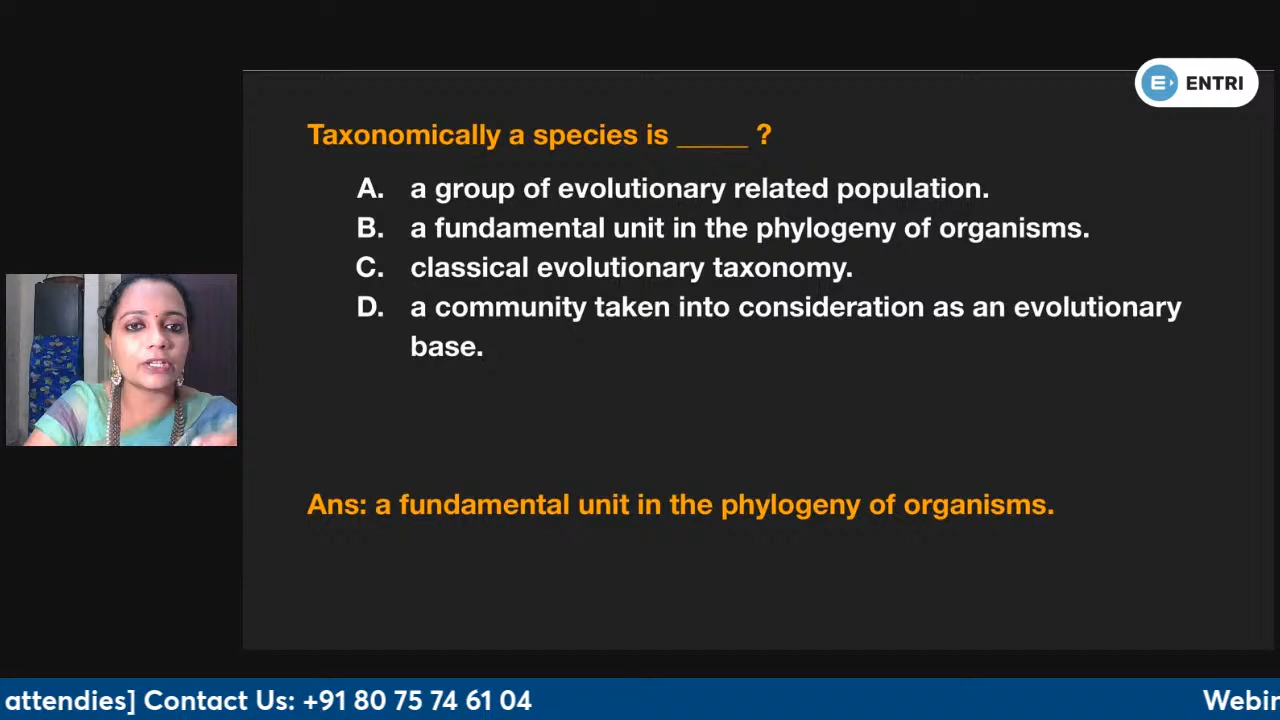 ENTRI
Taxonomically a species is _____ ?
A. a group of evolutionary related population.
B. a fundamental unit in the phylogeny of organisms.
C. classical evolutionary taxonomy.
D. a community taken into consideration as an evolutionary
base.
Ans: a fundamental unit in the phylogeny of organisms.
attendies] Contact Us: +91 80 75 74 61 04 Webir